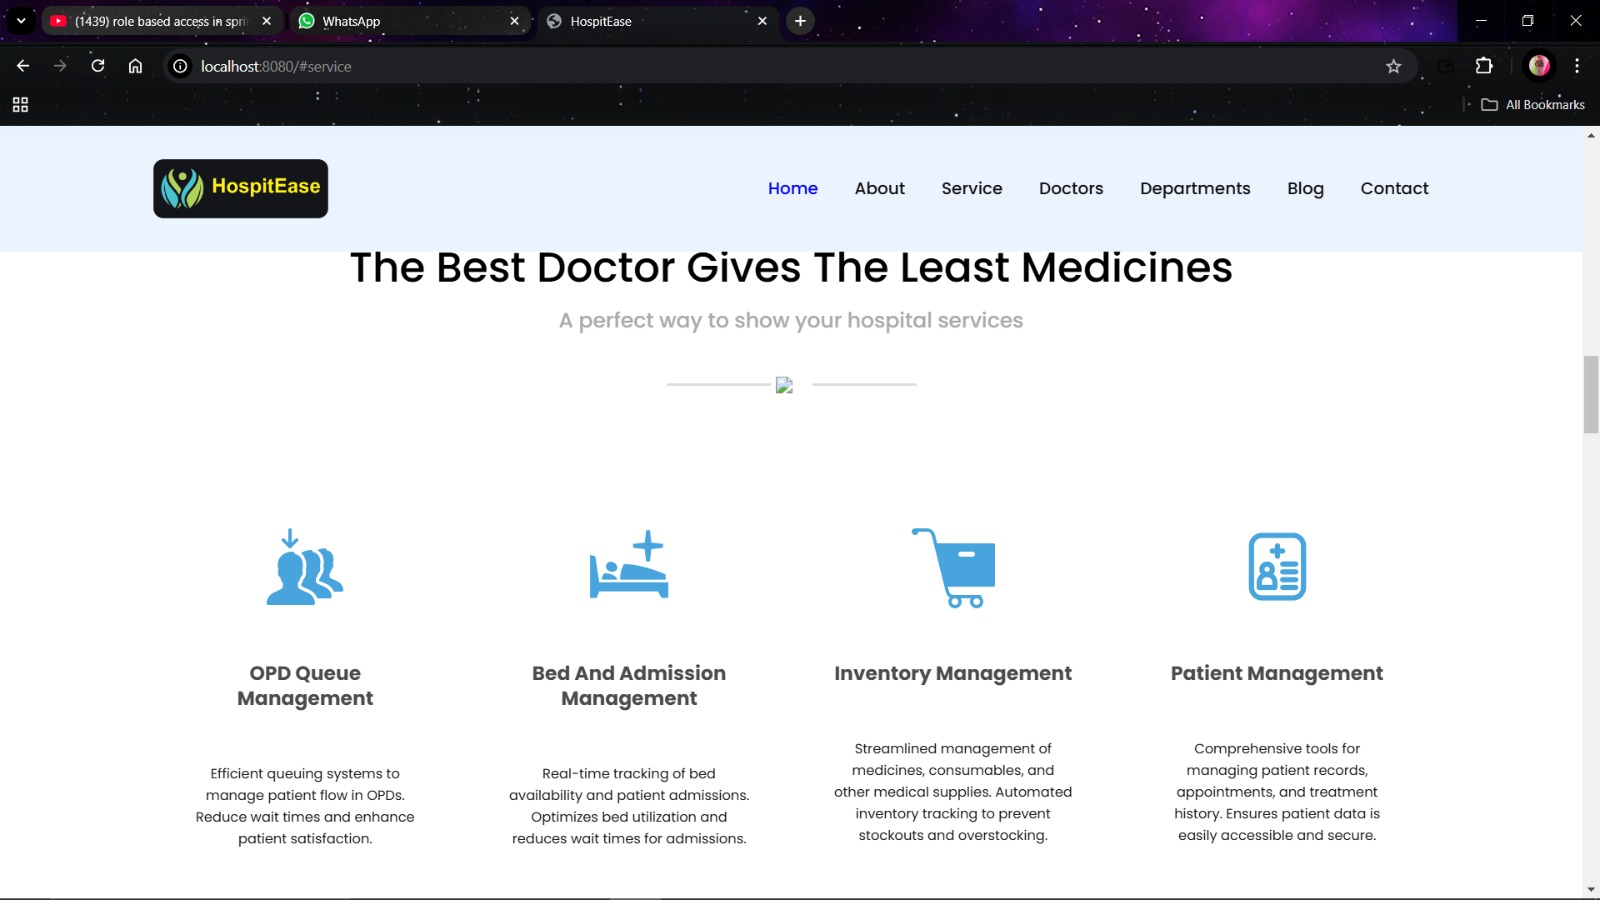 (1439) role based access in spri
WhatsApp
HospitEase
localhost:8080/#service
All Bookmarks
HospitEase
Home About Service Doctors Departments Blog Contact
The Best Doctor Gives The Least Medicines
A perfect way to show your hospital services
OPD Queue
Management
Efficient queuing systems to
manage patient flow in OPDs.
Reduce wait times and enhance
patient satisfaction.
Bed And Admission
Management
Real-time tracking of bed
availability and patient admissions.
Optimizes bed utilization and
reduces wait times for admissions.
Inventory Management
Streamlined management of
medicines, consumables, and
other medical supplies. Automated
inventory tracking to prevent
stockouts and overstocking.
Patient Management
Comprehensive tools for
managing patient records,
appointments, and treatment
history. Ensures patient data is
easily accessible and secure.